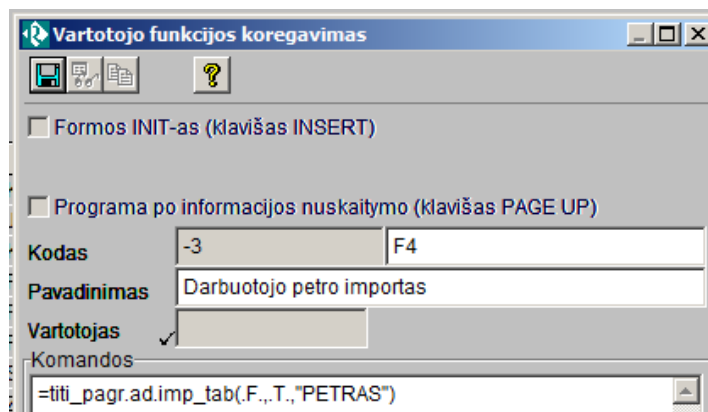 Vartotojo funkcijos koregavimas
Formos INIT-as (klavišas INSERT)
Programa po informacijos nuskaitymo (klavišas PAGE UP)
Kodas -3 F4
Pavadinimas Darbuotojo petro importas
Vartotojas
Komandos
=titi_pagr.ad.imp_tab(.F.,.T.,"PETRAS")